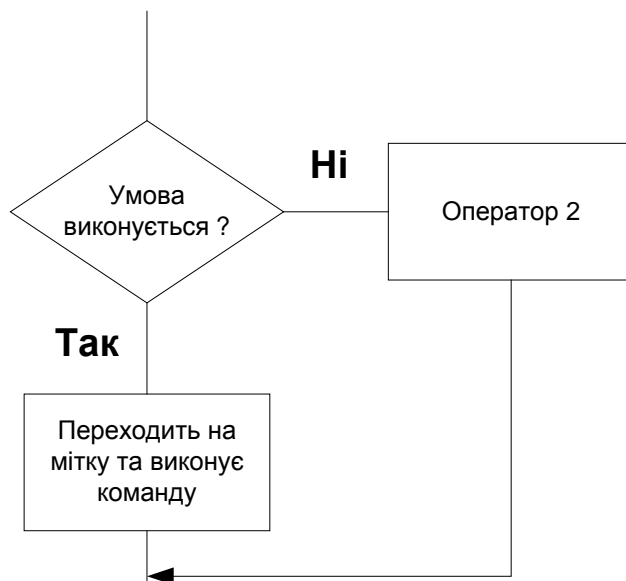 Умова
виконується ?
Ні
Оператор 2
Так
Переходить на
мітку та виконує
команду